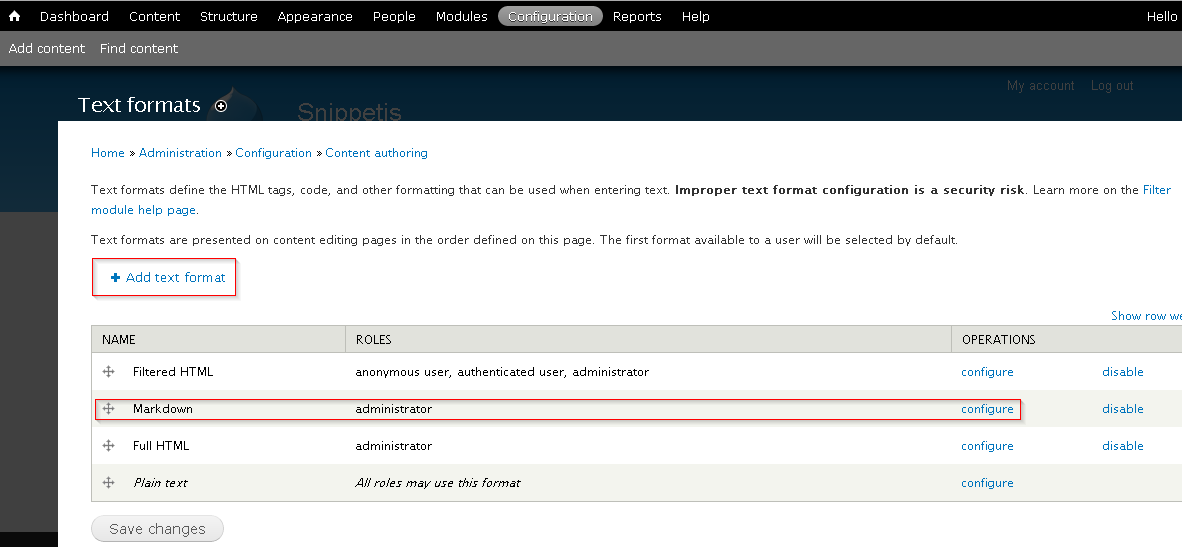 Dashboard Content Structure Appearance People Modules Configuration Reports Help Hello
Add content Find content
My account Log out
Text formats
Snippetis
Home » Administration » Configuration » Content authoring
Text formats define the HTML tags, code, and other formatting that can be used when entering text. Improper text format configuration is a security risk. Learn more on the Filter
module help page.
Text formats are presented on content editing pages in the order defined on this page. The first format available to a user will be selected by default.
+ Add text format
Show row we
NAME ROLES OPERATIONS
Filtered HTML anonymous user, authenticated user, administrator configure disable
Markdown administrator configure disable
Full HTML administrator configure disable
Plain text All roles may use this format configure
Save changes